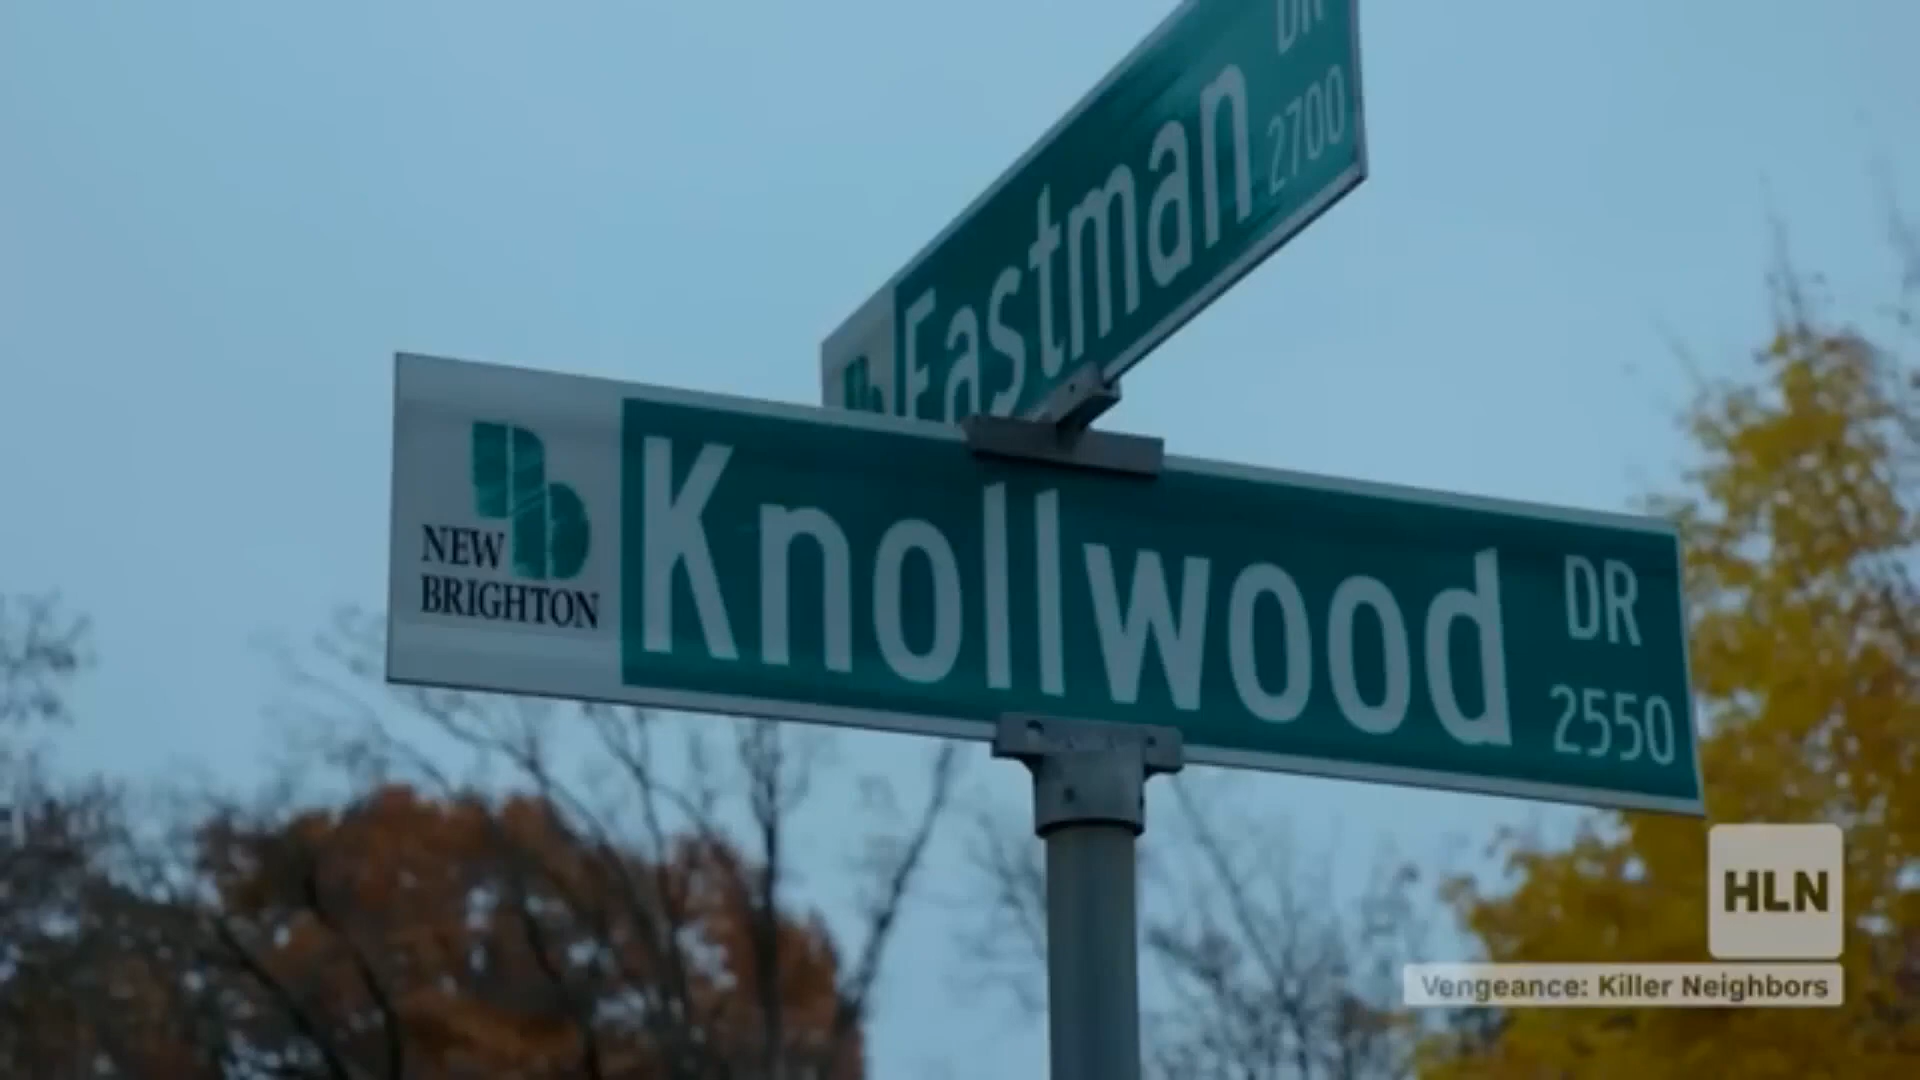 DR
Eastman 2700
NEW
BRIGHTON
Knollwood DR
2550
HLN
Vengeance: Killer Neighbors